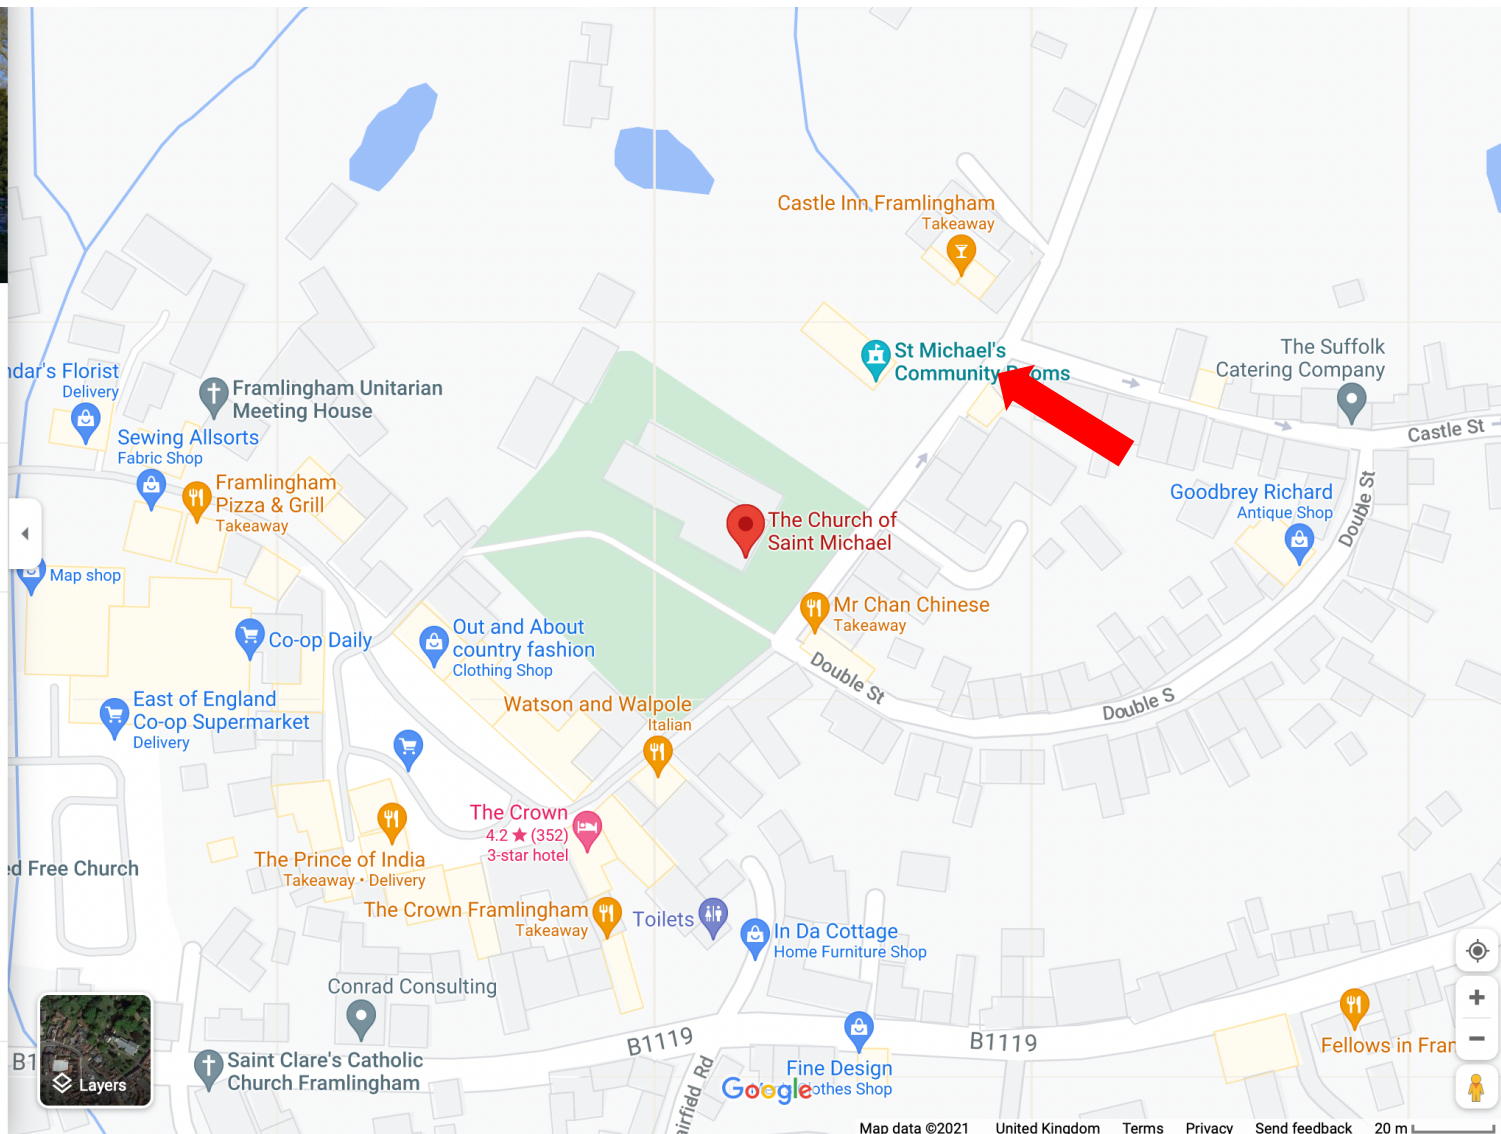 Castle Inn Framlingham
Takeaway
St Michael's
Community Rooms
The Suffolk
Catering Company
Castle St
ndar's Florist
Delivery
Framlingham Unitarian
Meeting House
Sewing Allsorts
Fabric Shop
Framlingham
Pizza & Grill
Takeaway
Goodbrey Richard
Antique Shop
Double St
The Church of
Saint Michael
Map shop
Mr Chan Chinese
Takeaway
Co-op Daily
Out and About
country fashion
Clothing Shop
Double St
Double S
East of England
Co-op Supermarket
Delivery
Watson and Walpole
Italian
The Crown
4.2 ★ (352)
3-star hotel
ed Free Church
The Prince of India
Takeaway • Delivery
The Crown Framlingham
Takeaway
Toilets
In Da Cottage
Home Furniture Shop
Conrad Consulting
B1119
B1119
Fellows in Fran
B1
Layers
Saint Clare's Catholic
Church Framlingham
airfield Rd
Fine Design
Clothes Shop
Google
Map data ©2021 United Kingdom Terms Privacy Send feedback 20 m